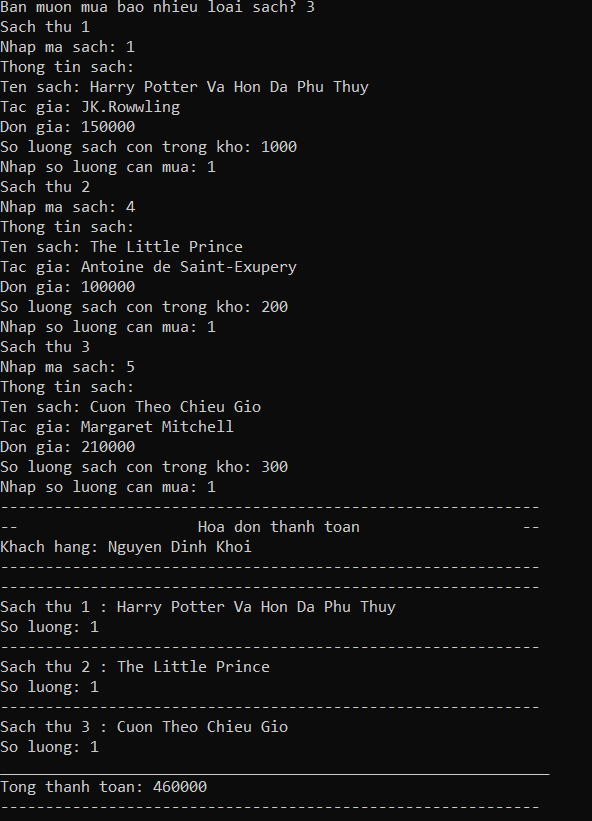 Ban muon mua bao nhieu loai sach? 3
Sach thu 1
Nhap ma sach: 1
Thong tin sach:
Ten sach: Harry Potter Va Hon Da Phu Thuy
Tac gia: JK.Rowwling
Don gia: 150000
So luong sach con trong kho: 1000
Nhap so luong can mua: 1
Sach thu 2
Nhap ma sach: 4
Thong tin sach:
Ten sach: The Little Prince
Tac gia: Antoine de Saint-Exupery
Don gia: 100000
So luong sach con trong kho: 200
Nhap so luong can mua: 1
Sach thu 3
Nhap ma sach: 5
Thong tin sach:
Ten sach: Cuon Theo Chieu Gio
Tac gia: Margaret Mitchell
Don gia: 210000
So luong sach con trong kho: 300
Nhap so luong can mua: 1
------------------------------------------------------------
--                    Hoa don thanh toan                  --
Khach hang: Nguyen Dinh Khoi
------------------------------------------------------------
------------------------------------------------------------
Sach thu 1 : Harry Potter Va Hon Da Phu Thuy
So luong: 1
------------------------------------------------------------
Sach thu 2 : The Little Prince
So luong: 1
------------------------------------------------------------
Sach thu 3 : Cuon Theo Chieu Gio
So luong: 1
_____________________________________________________________
Tong thanh toan: 460000
------------------------------------------------------------